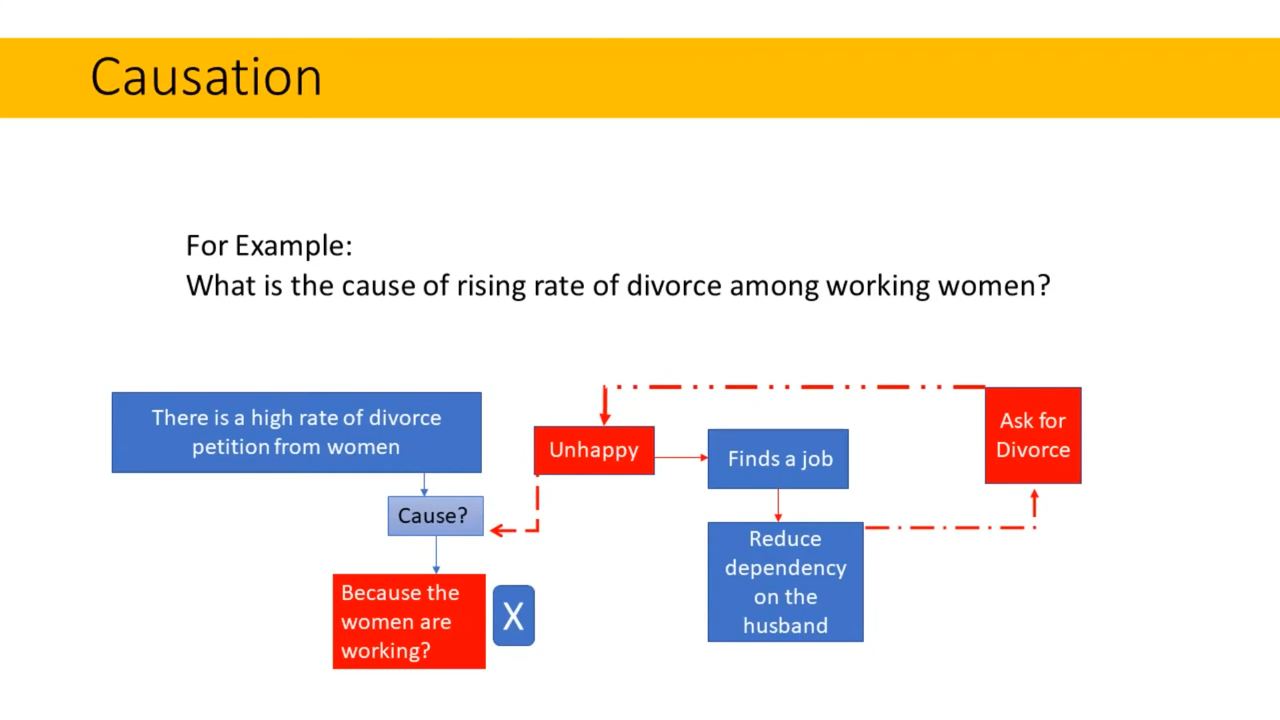 Causation
For Example:
What is the cause of rising rate of divorce among working women?
There is a high rate of divorce
petition from women
Cause?
Because the
women are
working?
X
Unhappy
Finds a job
Reduce
dependency
on the
husband
Ask for
Divorce